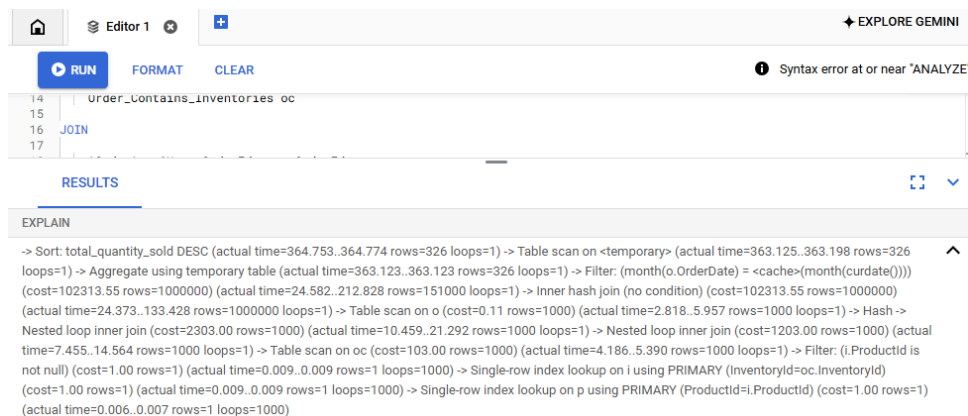 Editor 1
EXPLORE GEMINI
RUN FORMAT CLEAR
Syntax error at or near "ANALYZE"
14 Order_Contains_Inventories oc
15
16 JOIN
17
RESULTS
EXPLAIN
-> Sort: total_quantity_sold DESC (actual time=364.753..364.774 rows=326 loops=1) -> Table scan on <temporary> (actual time=363.125..363.198 rows=326
loops=1) -> Aggregate using temporary table (actual time=363.123..363.123 rows=326 loops=1) -> Filter: (month(o.OrderDate) = <cache>(month(curdate())))
(cost=102313.55 rows=1000000) (actual time=24.582..212.828 rows=151000 loops=1) -> Inner hash join (no condition) (cost=102313.55 rows=1000000)
(actual time=24.373..133.428 rows=1000000 loops=1) -> Table scan on o (cost=0.11 rows=1000) (actual time=2.818..5.957 rows=1000 loops=1) -> Hash ->
Nested loop inner join (cost=2303.00 rows=1000) (actual time=10.459..21.292 rows=1000 loops=1) -> Nested loop inner join (cost=1203.00 rows=1000) (actual
time=7.455..14.564 rows=1000 loops=1) -> Table scan on oc (cost=103.00 rows=1000) (actual time=4.186..5.390 rows=1000 loops=1) -> Filter: (i.ProductId is
not null) (cost=1.00 rows=1) (actual time=0.009..0.009 rows=1 loops=1000) -> Single-row index lookup on i using PRIMARY (InventoryId=oc.InventoryId)
(cost=1.00 rows=1) (actual time=0.009..0.009 rows=1 loops=1000) -> Single-row index lookup on p using PRIMARY (ProductId=i.ProductId) (cost=1.00 rows=1)
(actual time=0.006..0.007 rows=1 loops=1000)